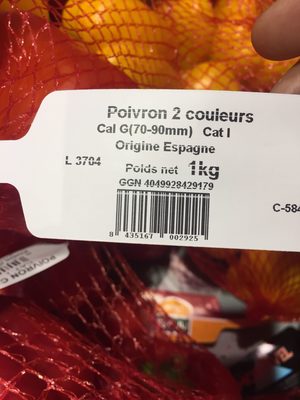 Poivron 2 couleurs
Cal G(70-90mm) Cat I
Origine Espagne
L 3704
Poids net 1kg
GGN 4049928429179
C-584
8 435167 002925
POIVRON C